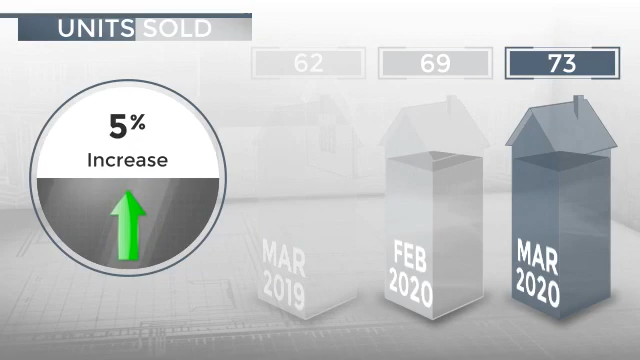 UNITS SOLD
62
69
73
5%
Increase
MAR
2019
FEB
2020
MAR
2020